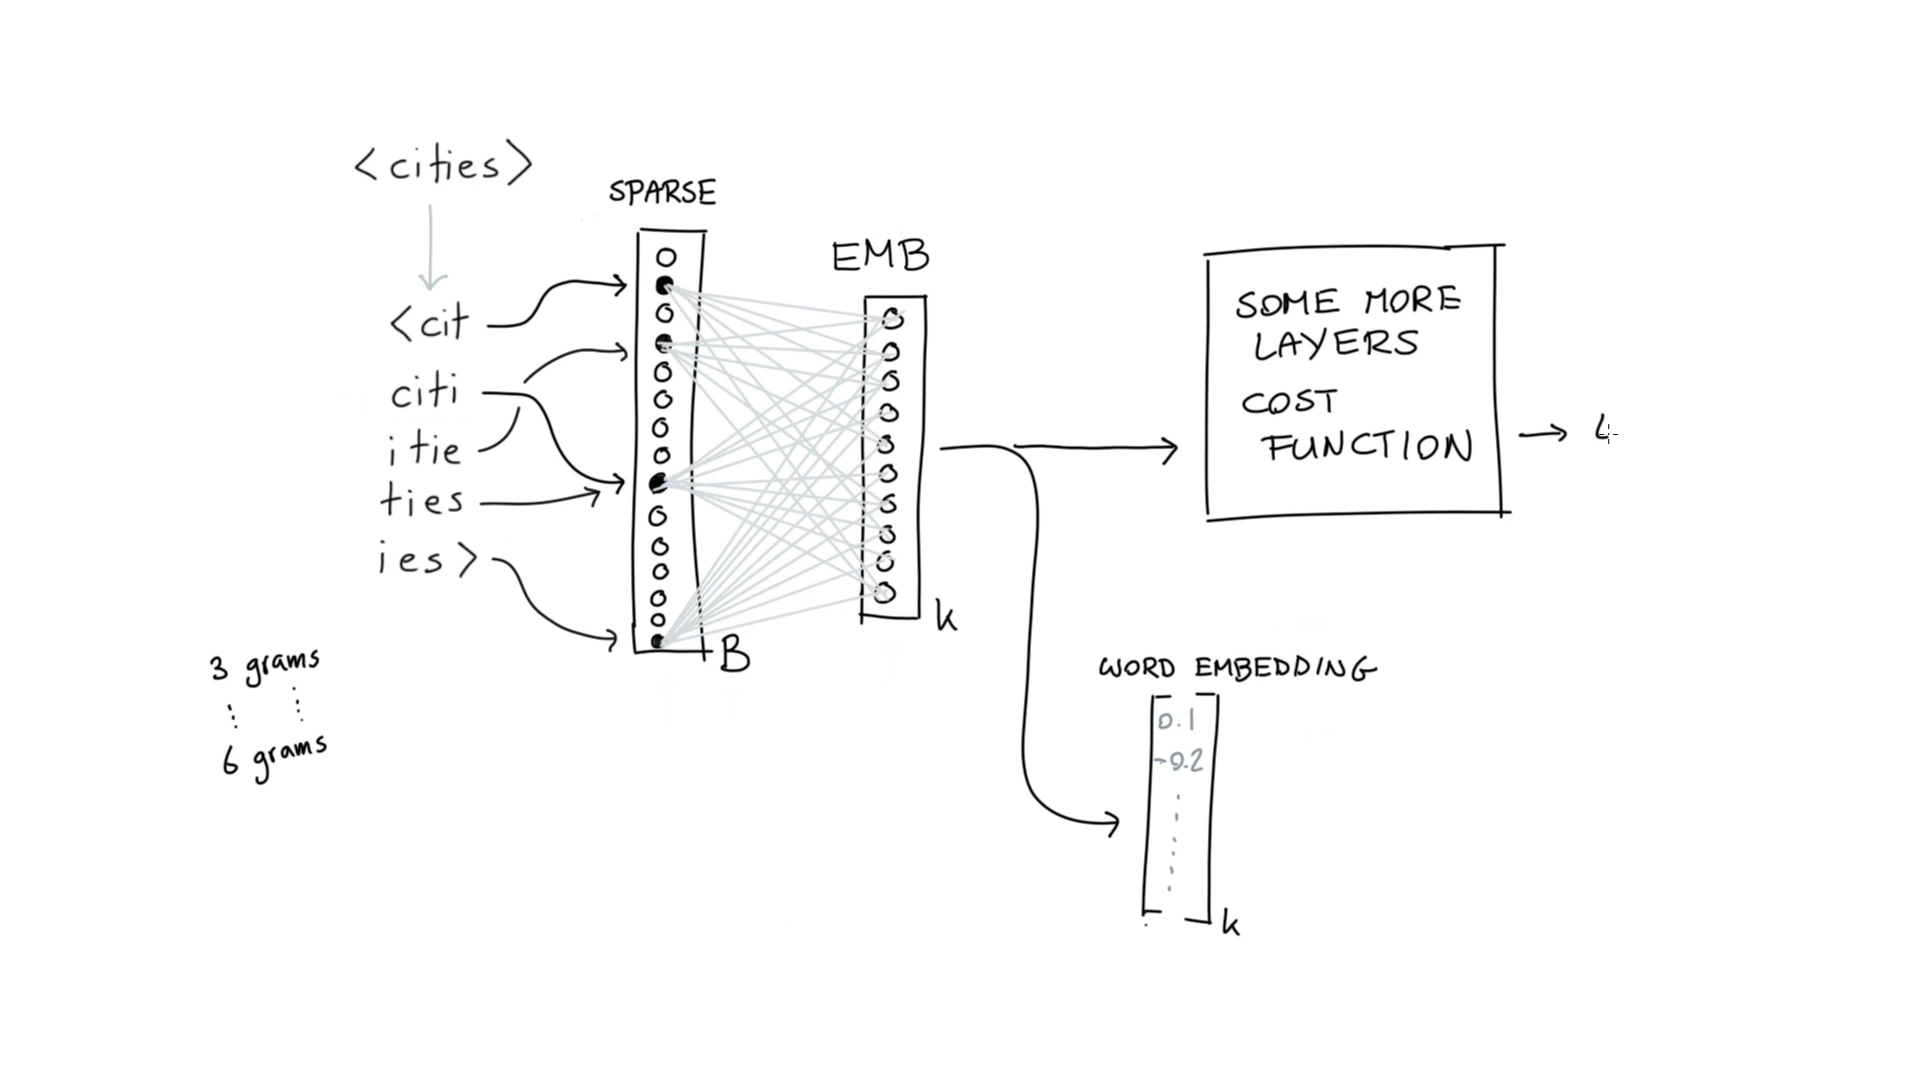 <cities>
SPARSE
EMB
<cit
citi
itie
ties
ies>
B
k
3 grams
6 grams
SOME MORE
LAYERS
COST
FUNCTION
WORD EMBEDDING
0.1
-0.2
k